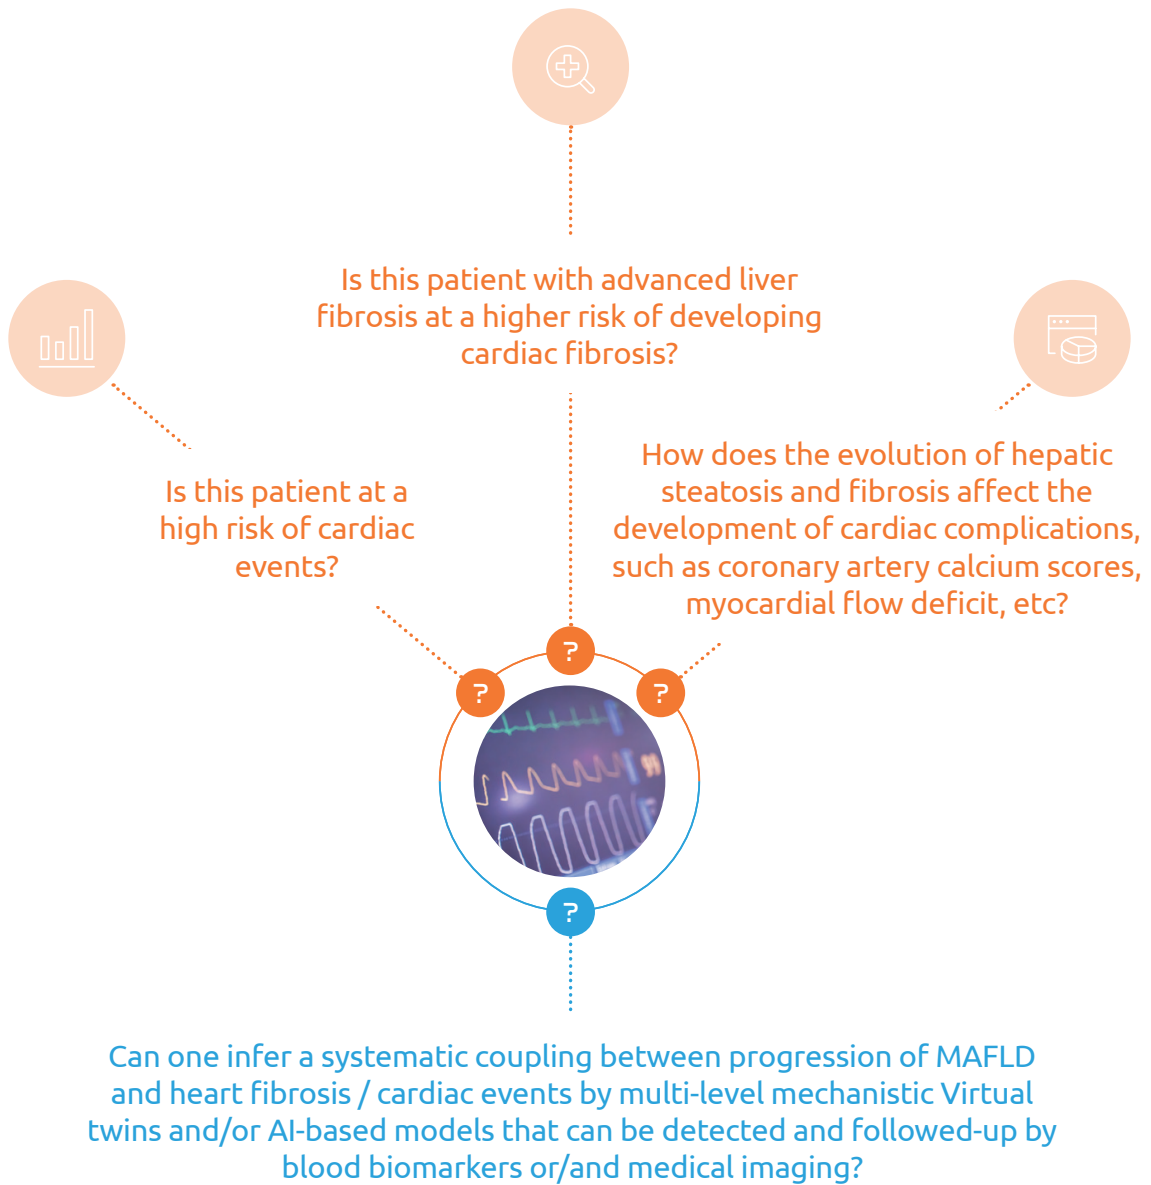 Is this patient with advanced liver
fibrosis at a higher risk of developing
cardiac fibrosis?
Is this patient at a
high risk of cardiac
events?
How does the evolution of hepatic
steatosis and fibrosis affect the
development of cardiac complications,
such as coronary artery calcium scores,
myocardial flow deficit, etc?
?
?
?
99
?
Can one infer a systematic coupling between progression of MAFLD
and heart fibrosis / cardiac events by multi-level mechanistic Virtual
twins and/or AI-based models that can be detected and followed-up by
blood biomarkers or/and medical imaging?